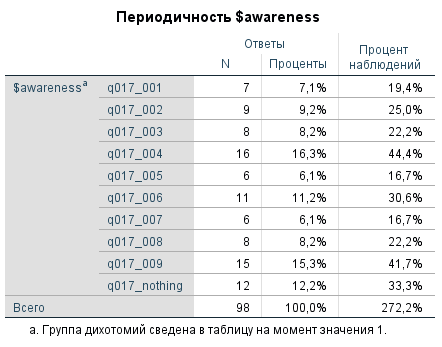 Периодичность $awareness
Ответы Процент наблюдений
N Проценты
$awarenessª q017_001 7 7,1% 19,4%
q017_002 9 9,2% 25,0%
q017_003 8 8,2% 22,2%
q017_004 16 16,3% 44,4%
q017_005 6 6,1% 16,7%
q017_006 11 11,2% 30,6%
q017_007 6 6,1% 16,7%
q017_008 8 8,2% 22,2%
q017_009 15 15,3% 41,7%
q017_nothing 12 12,2% 33,3%
Всего 98 100,0% 272,2%
a. Группа дихотомий сведена в таблицу на момент значения 1.